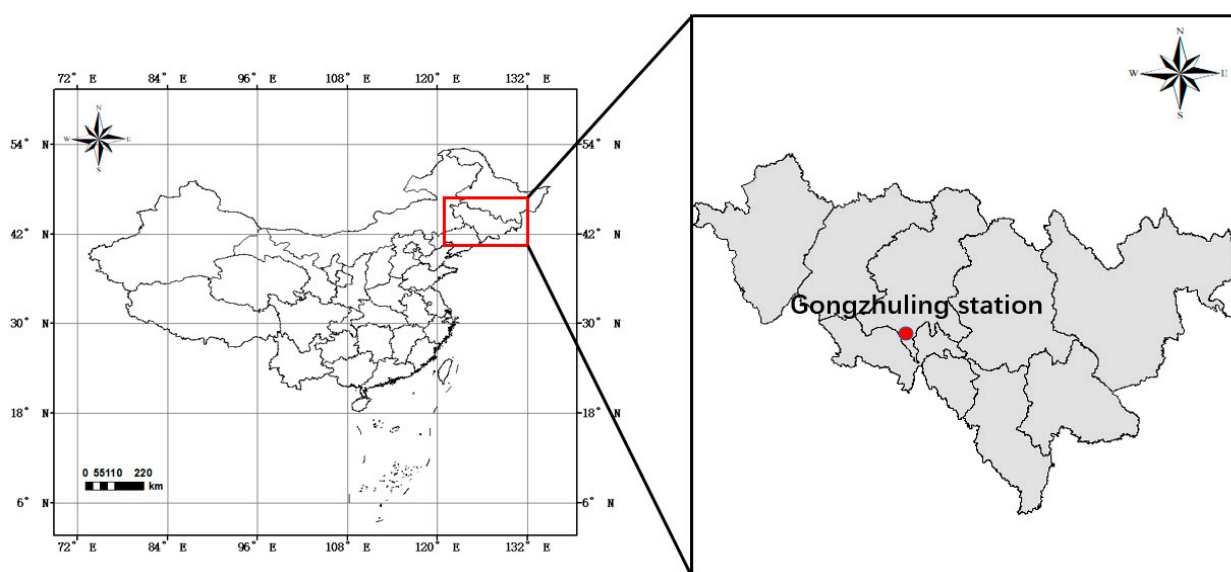 72° E 84° E 96° E 108° E 120° E 132° E
N
W E
S
54° N 54° N
42° N 42° N
30° N 30° N
18° N 18° N
6° N 6° N
0 55110 220
km
72° E 84° E 96° E 108° E 120° E 132° E
N
W E
S
Gongzhuling station